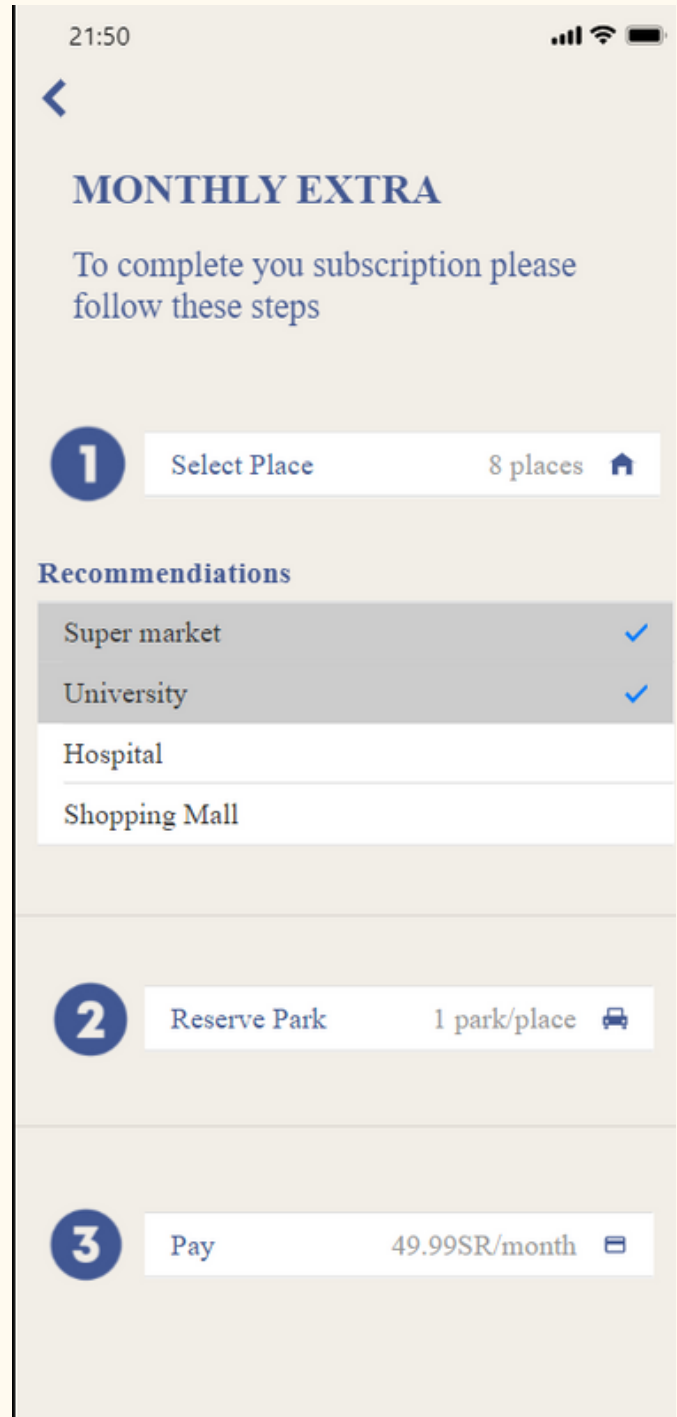 21:50
MONTHLY EXTRA
To complete you subscription please
follow these steps
1 Select Place 8 places
Recommendiations
Super market
University
Hospital
Shopping Mall
2 Reserve Park 1 park/place
3 Pay 49.99SR/month